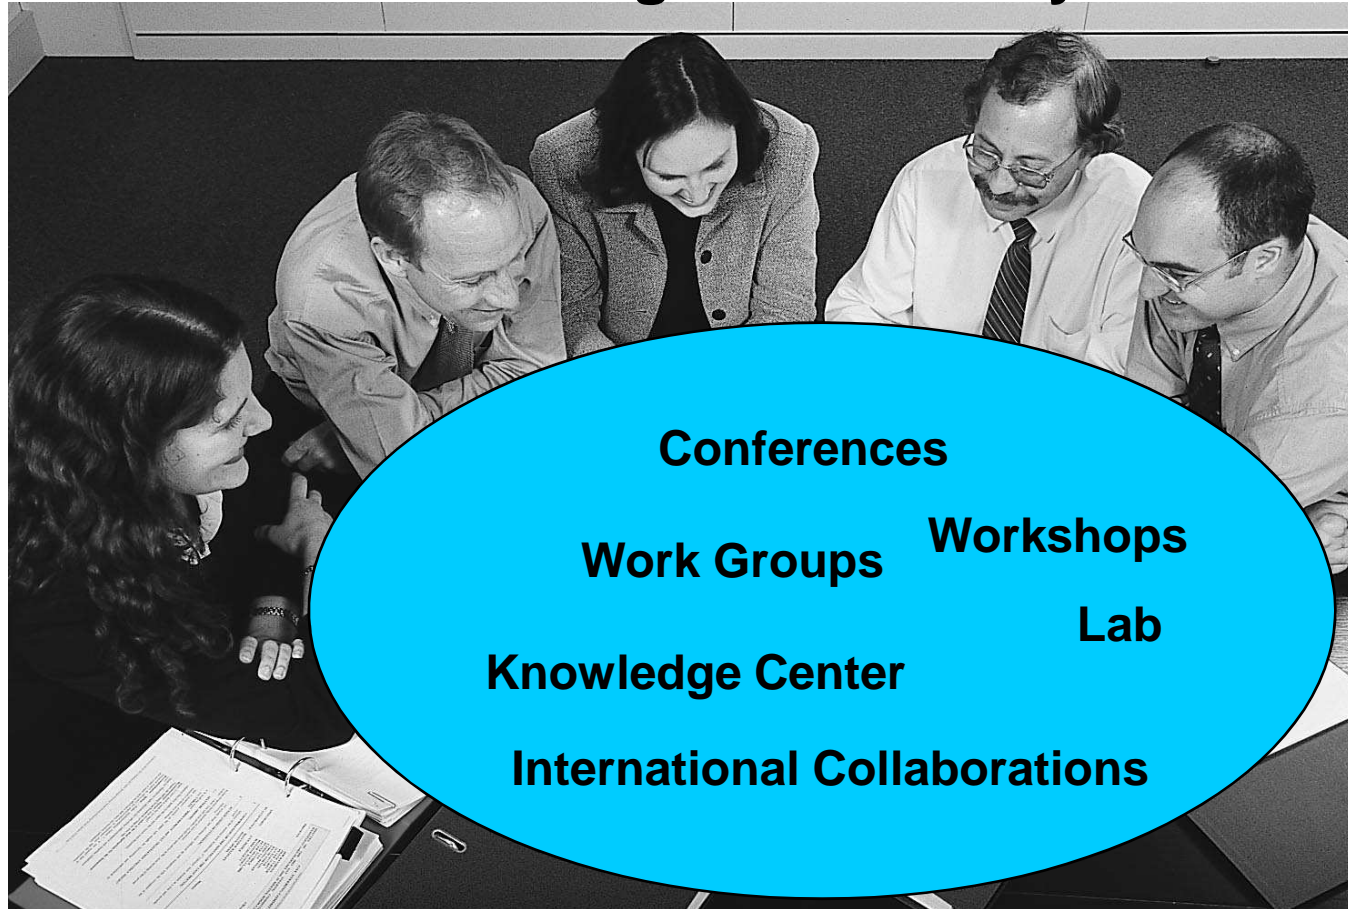 Conferences
Workshops
Work Groups
Lab
Knowledge Center
International Collaborations